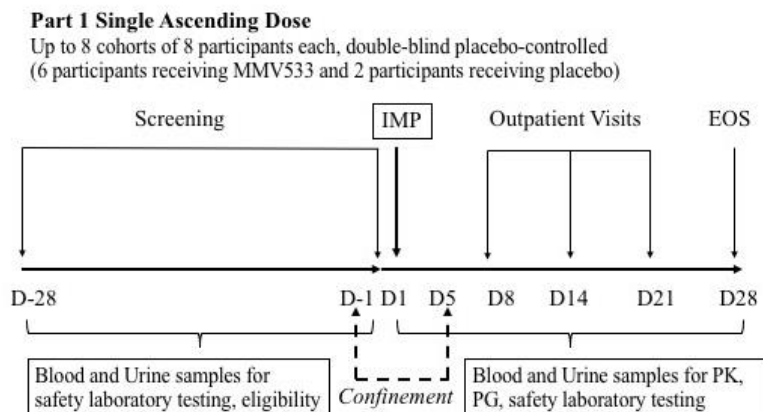 Part 1 Single Ascending Dose
Up to 8 cohorts of 8 participants each, double-blind placebo-controlled
(6 participants receiving MMV533 and 2 participants receiving placebo)
Screening IMP Outpatient Visits EOS
D-28 D-1 D1 D5 D8 D14 D21 D28
Blood and Urine samples for
safety laboratory testing, eligibility
Confinement
Blood and Urine samples for PK,
PG, safety laboratory testing